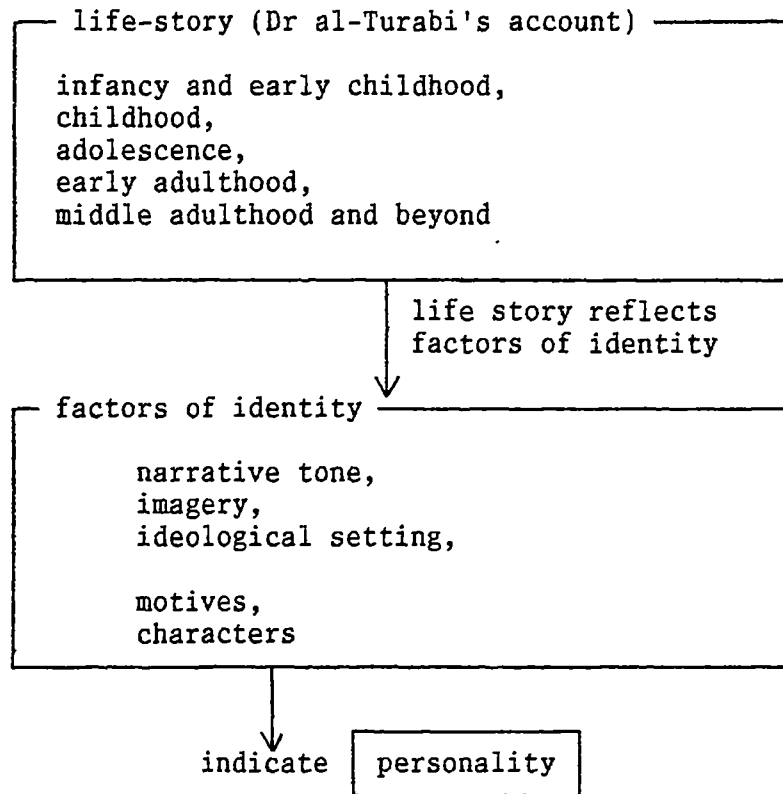 life-story (Dr al-Turabi's account)
infancy and early childhood,
childhood,
adolescence,
early adulthood,
middle adulthood and beyond
life story reflects
factors of identity
factors of identity
narrative tone,
imagery,
ideological setting,
motives,
characters
indicate personality